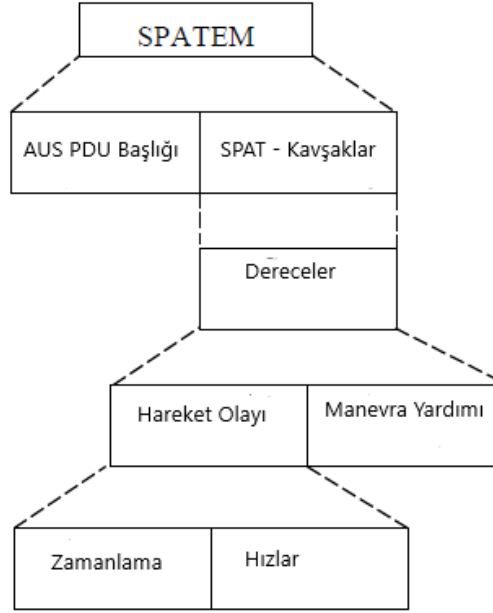 SPATEM
AUS PDU Başlığı
SPAT - Kavşaklar
Dereceler
Hareket Olayı
Manevra Yardımı
Zamanlama
Hızlar